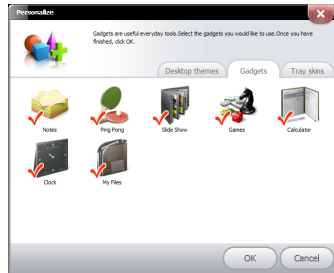 Personalize
Gadgets are useful everyday tools.Select the gadgets you would like to use.Once you have
finished, click OK.
Desktop themes
Gadgets
Tray skins
Notes
Ping Pong
Slide Show
Games
Calculator
Clock
My Files
OK
Cancel